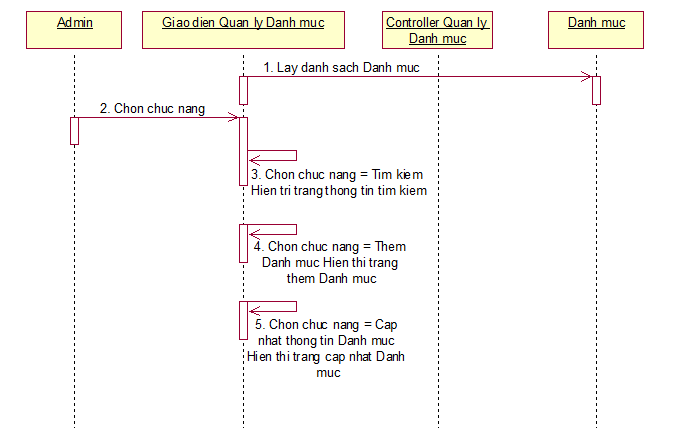 Admin
Giao dien Quan ly Danh muc
Controller Quan ly
Danh muc
Danh muc
1. Lay danh sach Danh muc
2. Chon chuc nang
3. Chon chuc nang = Tim kiem
Hien tri trang thong tin tim kiem
4. Chon chuc nang = Them
Danh muc Hien thi trang
them Danh muc
5. Chon chuc nang = Cap
nhat thong tin Danh muc
Hien thi trang cap nhat Danh
muc